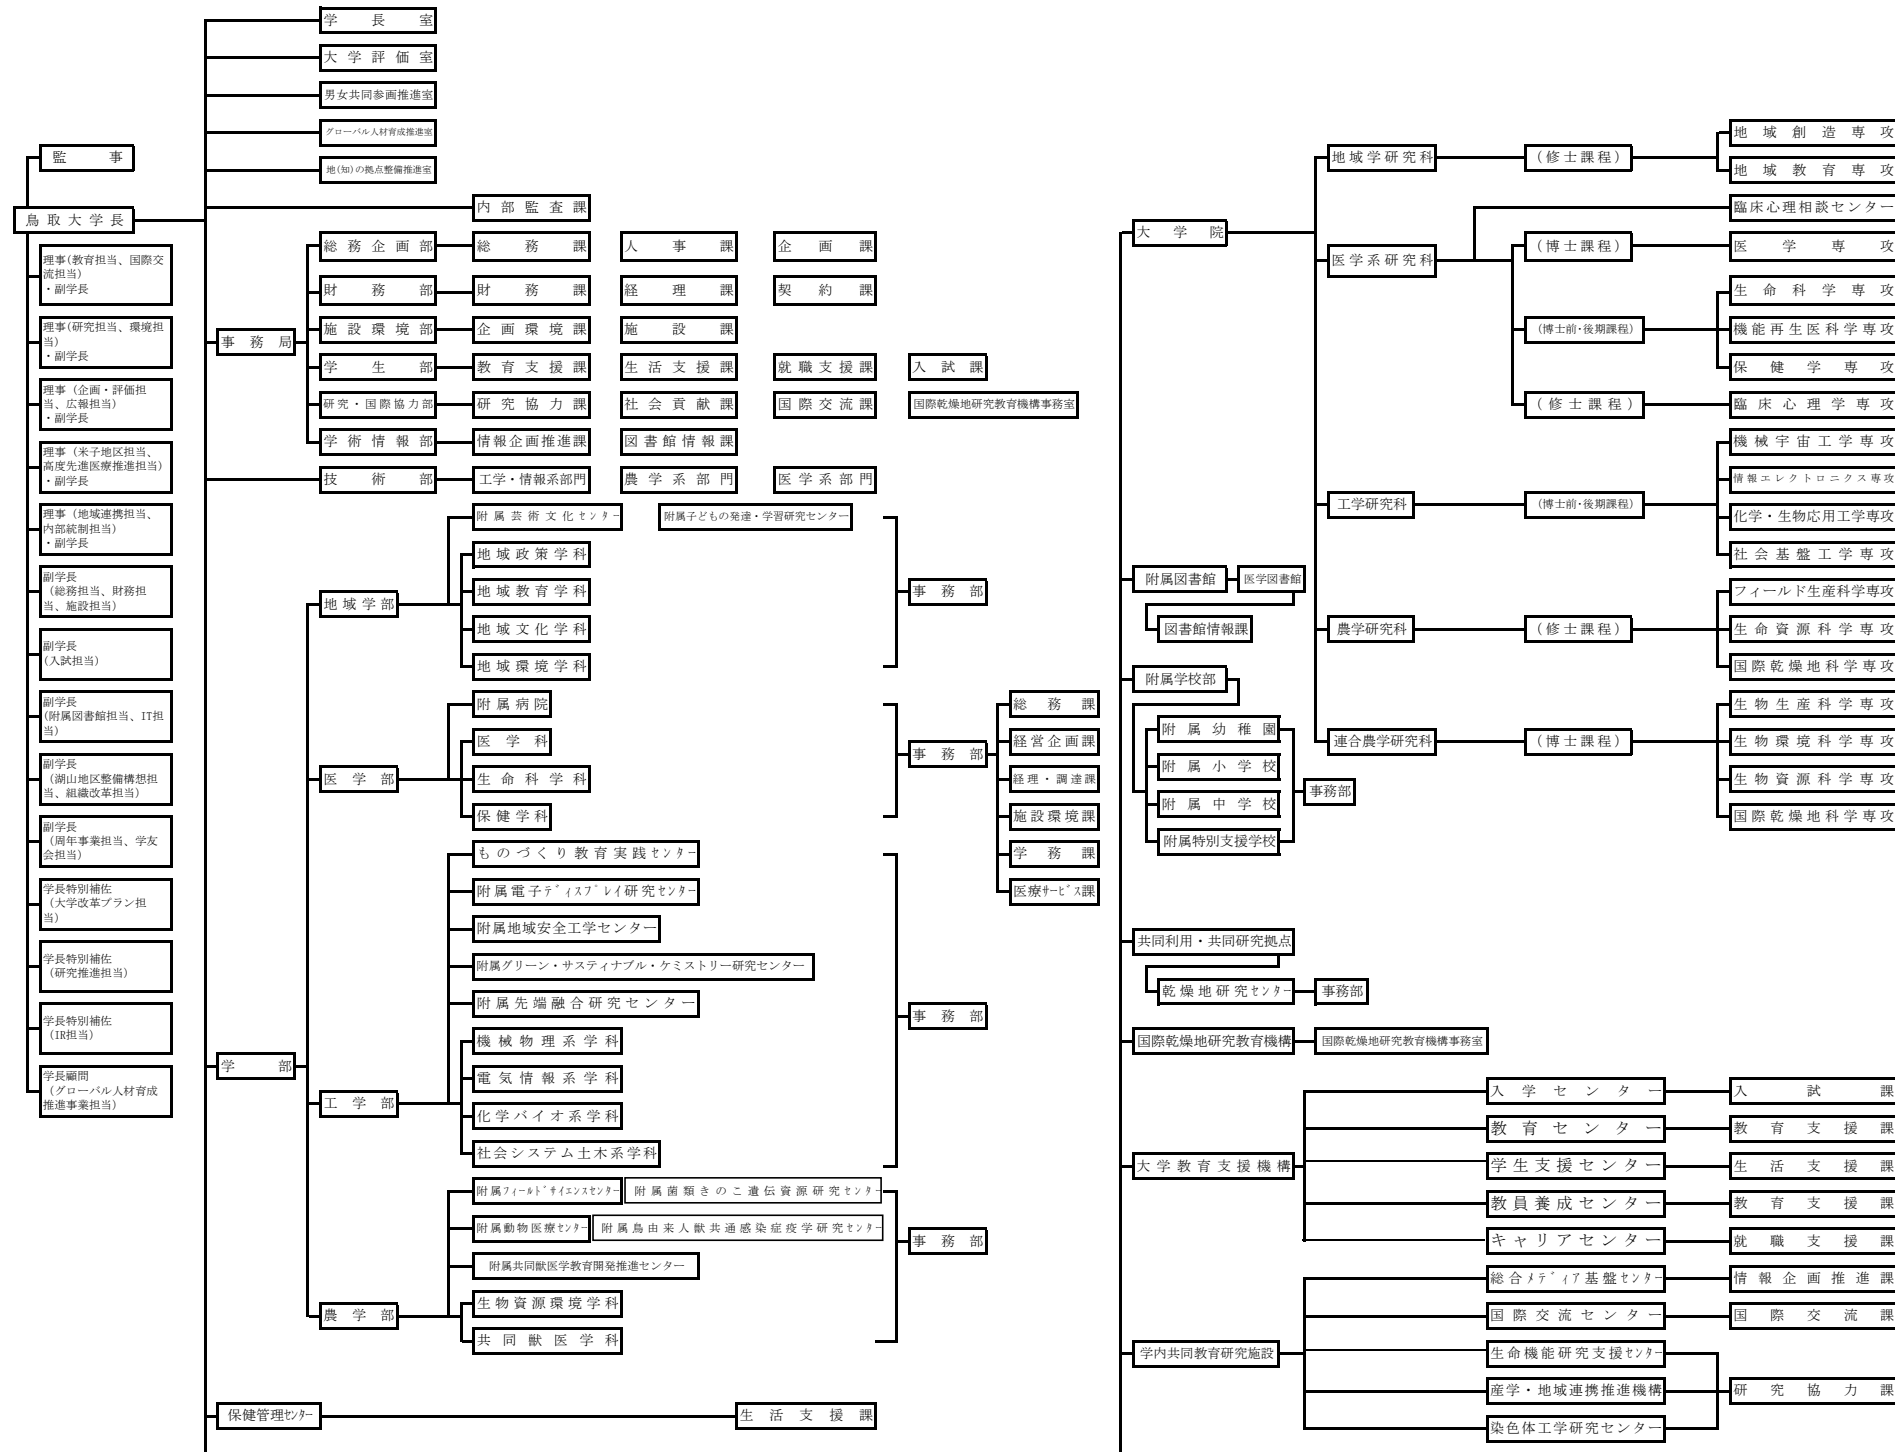 学長室
大学評価室
男女共同参画推進室
グローバル人材育成推進室
地(知)の拠点整備推進室
監事
鳥取大学長
理事(教育担当、国際交
流担当)
・副学長
理事(研究担当、環境担
当)
・副学長
理事（企画・評価担
当、広報担当）
・副学長
理事（米子地区担当、
高度先進医療推進担当）
・副学長
理事（地域連携担当、
内部統制担当）
・副学長
副学長
（総務担当、財務担
当、施設担当）
副学長
(入試担当）
副学長
(附属図書館担当、IT担
当）
副学長
（湖山地区整備構想担
当、組織改革担当）
副学長
（周年事業担当、学友
会担当）
学長特別補佐
（大学改革プラン担
当）
学長特別補佐
（研究推進担当）
学長特別補佐
（IR担当）
学長顧問
（グローバル人材育成
推進事業担当）
内部監査課
事務局
総務企画部 総務課 人事課 企画課
財務部 財務課 経理課 契約課
施設環境部 企画環境課 施設課
学生部 教育支援課 生活支援課 就職支援課 入試課
研究・国際協力部 研究協力課 社会貢献課 国際交流課 国際乾燥地研究教育機構事務室
学術情報部 情報企画推進課 図書館情報課
技術部 工学・情報系部門 農学系部門 医学系部門
学部
地域学部
附属芸術文化センター 附属子どもの発達・学習研究センター
地域政策学科
地域教育学科
地域文化学科
地域環境学科
事務部
医学部
附属病院
医学科
生命科学科
保健学科
事務部
総務課
経営企画課
経理・調達課
施設環境課
学務課
医療サービス課
工学部
ものづくり教育実践センター
附属電子ディスプレイ研究センター
附属地域安全工学センター
附属グリーン・サスティナブル・ケミストリー研究センター
附属先端融合研究センター
機械物理系学科
電気情報系学科
化学バイオ系学科
社会システム土木系学科
事務部
農学部
附属フィールドサイエンスセンター 附属菌類きのこ遺伝資源研究センター
附属動物医療センター 附属鳥由来人獣共通感染症疫学研究センター
附属共同獣医学教育開発推進センター
生物資源環境学科
共同獣医学科
事務部
保健管理センター 生活支援課
大学院
地域学研究科 （修士課程）
地域創造専攻
地域教育専攻
医学系研究科
臨床心理相談センター
（博士課程） 医学専攻
（博士前・後期課程）
生命科学専攻
機能再生医科学専攻
保健学専攻
（修士課程） 臨床心理学専攻
工学研究科 （博士前・後期課程）
機械宇宙工学専攻
情報エレクトロニクス専攻
化学・生物応用工学専攻
社会基盤工学専攻
農学研究科 （修士課程）
フィールド生産科学専攻
生命資源科学専攻
国際乾燥地科学専攻
連合農学研究科 （博士課程）
生物生産科学専攻
生物環境科学専攻
生物資源科学専攻
国際乾燥地科学専攻
附属図書館 医学図書館
図書館情報課
附属学校部
附属幼稚園
附属小学校
附属中学校
附属特別支援学校
事務部
共同利用・共同研究拠点
乾燥地研究センター 事務部
国際乾燥地研究教育機構 国際乾燥地研究教育機構事務室
大学教育支援機構
入学センター 入試課
教育センター 教育支援課
学生支援センター 生活支援課
教員養成センター 教育支援課
キャリアセンター 就職支援課
学内共同教育研究施設
総合メディア基盤センター 情報企画推進課
国際交流センター 国際交流課
生命機能研究支援センター
産学・地域連携推進機構 研究協力課
染色体工学研究センター